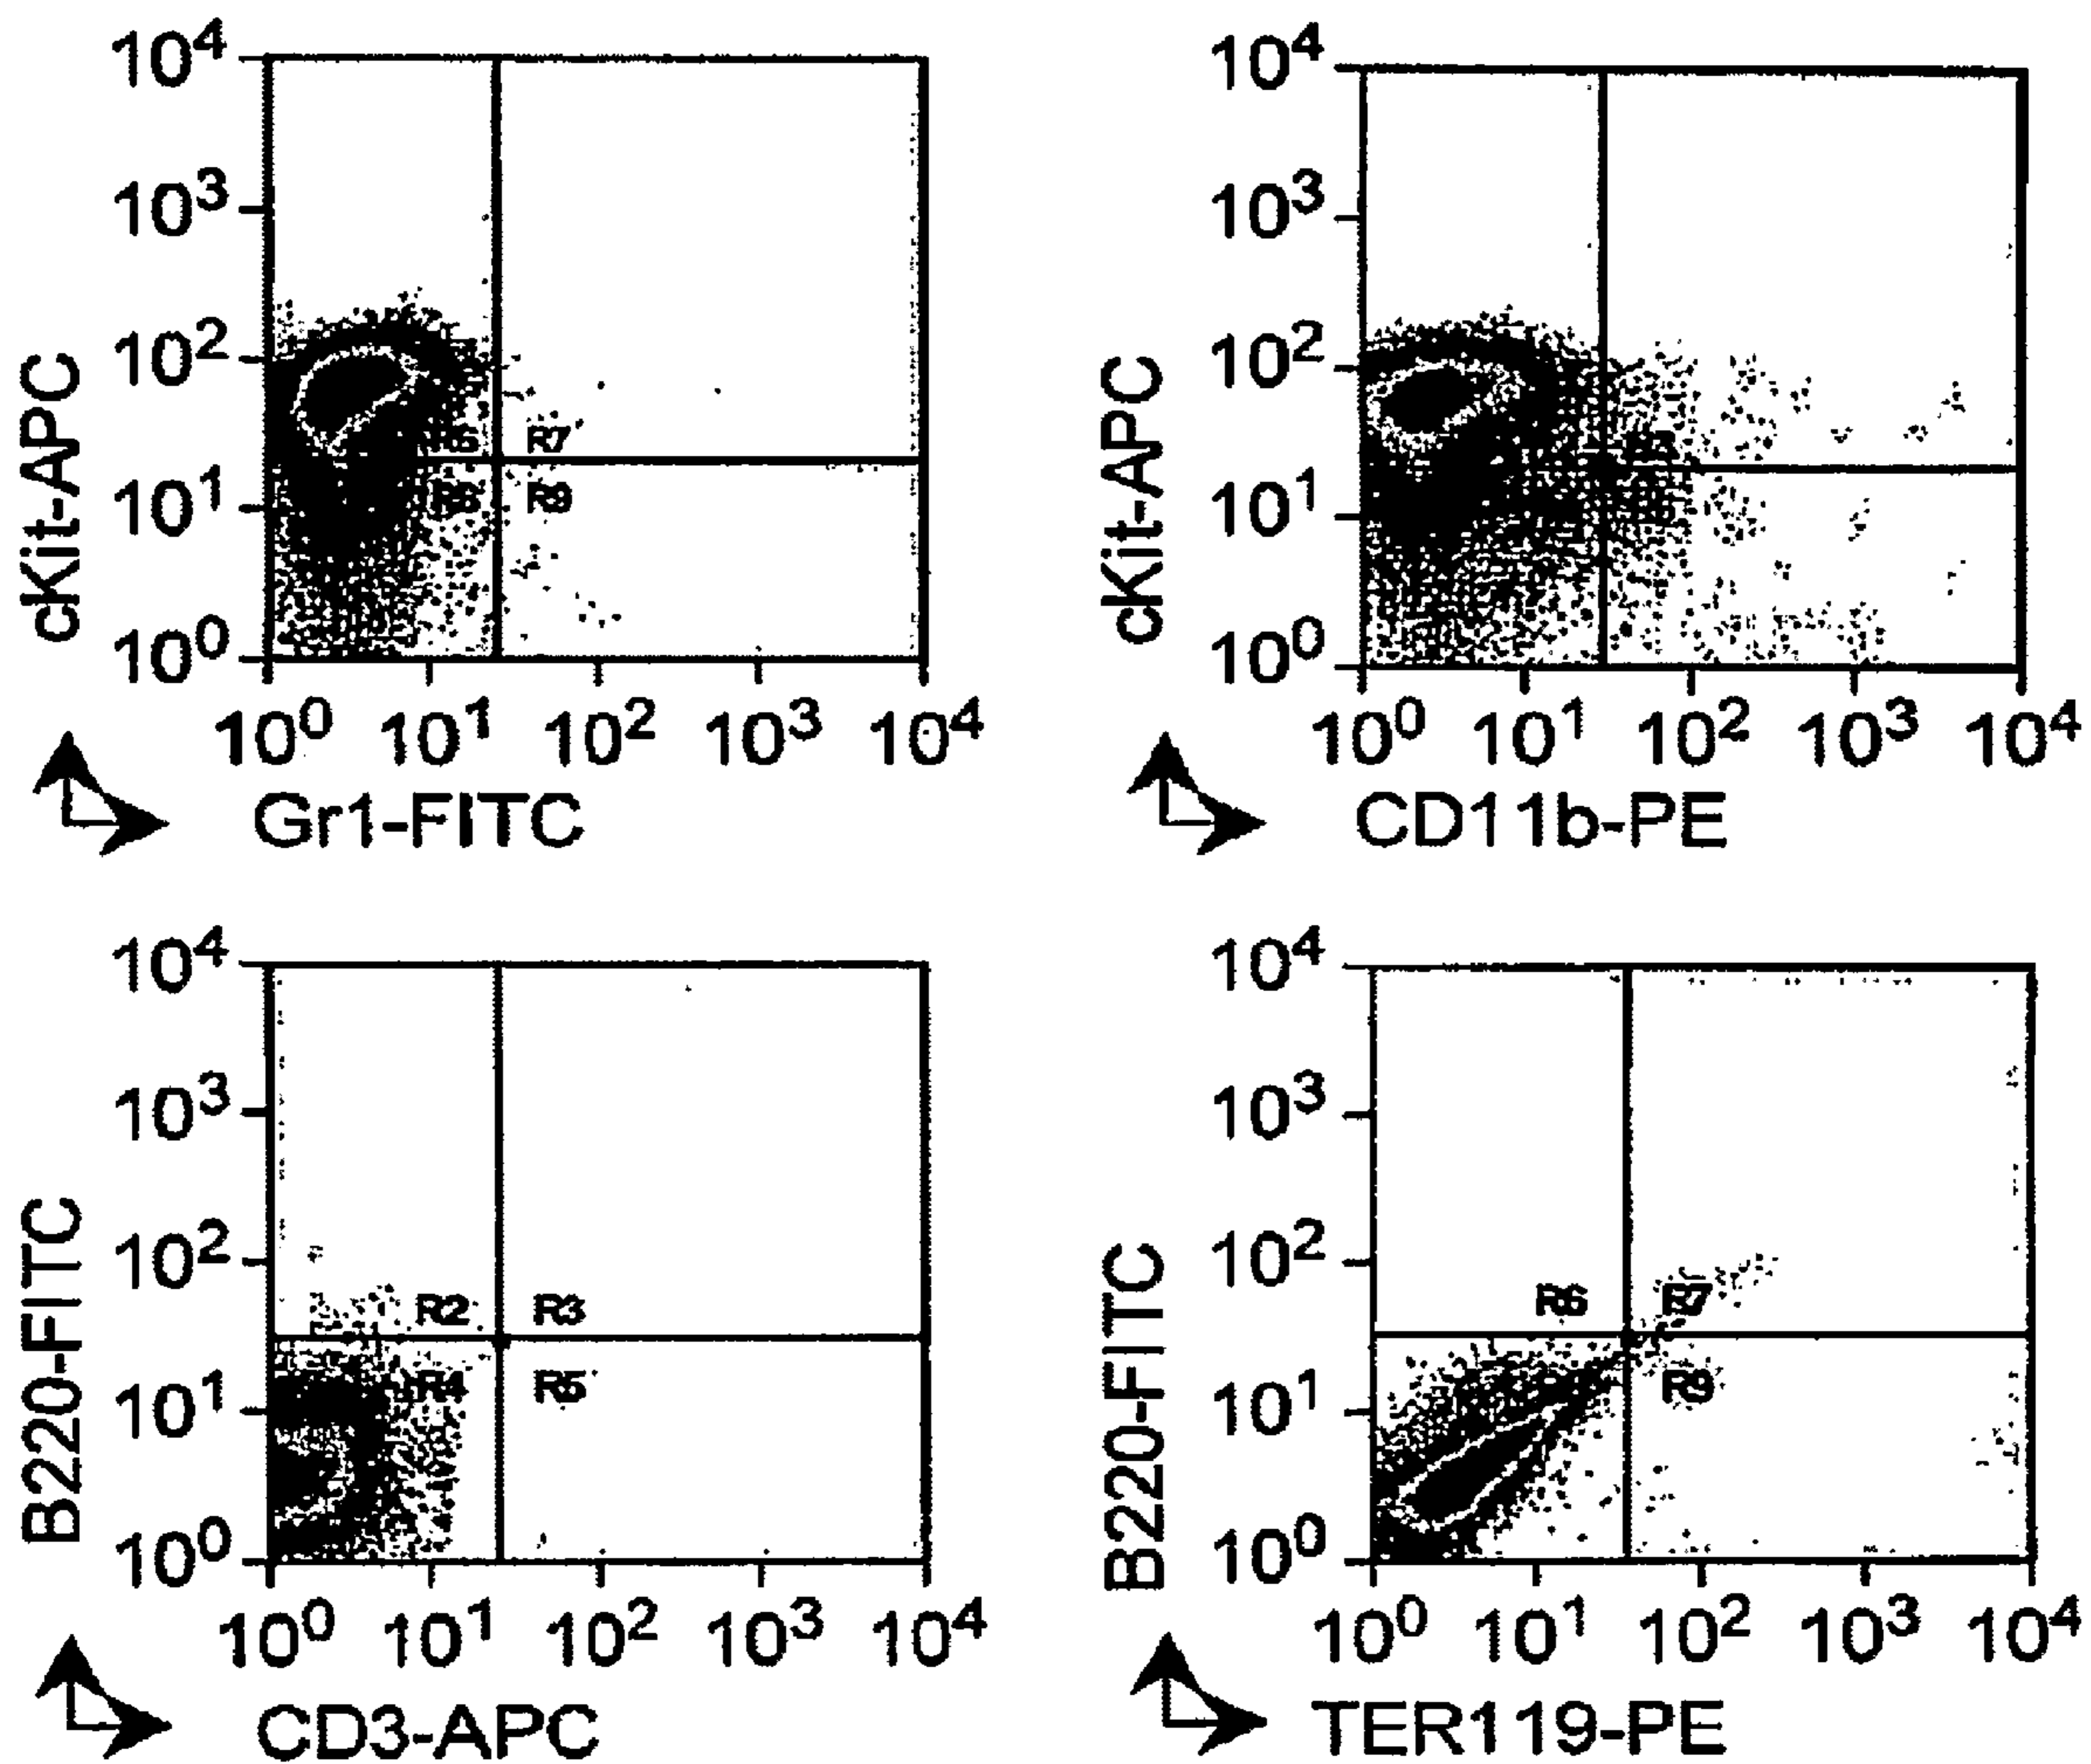 10⁴
10³
10²
10¹
10⁰
cKit-APC
R6
R7
R8
R9
10⁰ 10¹ 10² 10³ 10⁴
Gr1-FITC
10⁴
10³
10²
10¹
10⁰
cKit-APC
10⁰ 10¹ 10² 10³ 10⁴
CD11b-PE
10⁴
10³
10²
10¹
10⁰
B220-FITC
R2
R3
R4
R5
10⁰ 10¹ 10² 10³ 10⁴
CD3-APC
10⁴
10³
10²
10¹
10⁰
B220-FITC
R6
R7
R9
10⁰ 10¹ 10² 10³ 10⁴
TER119-PE